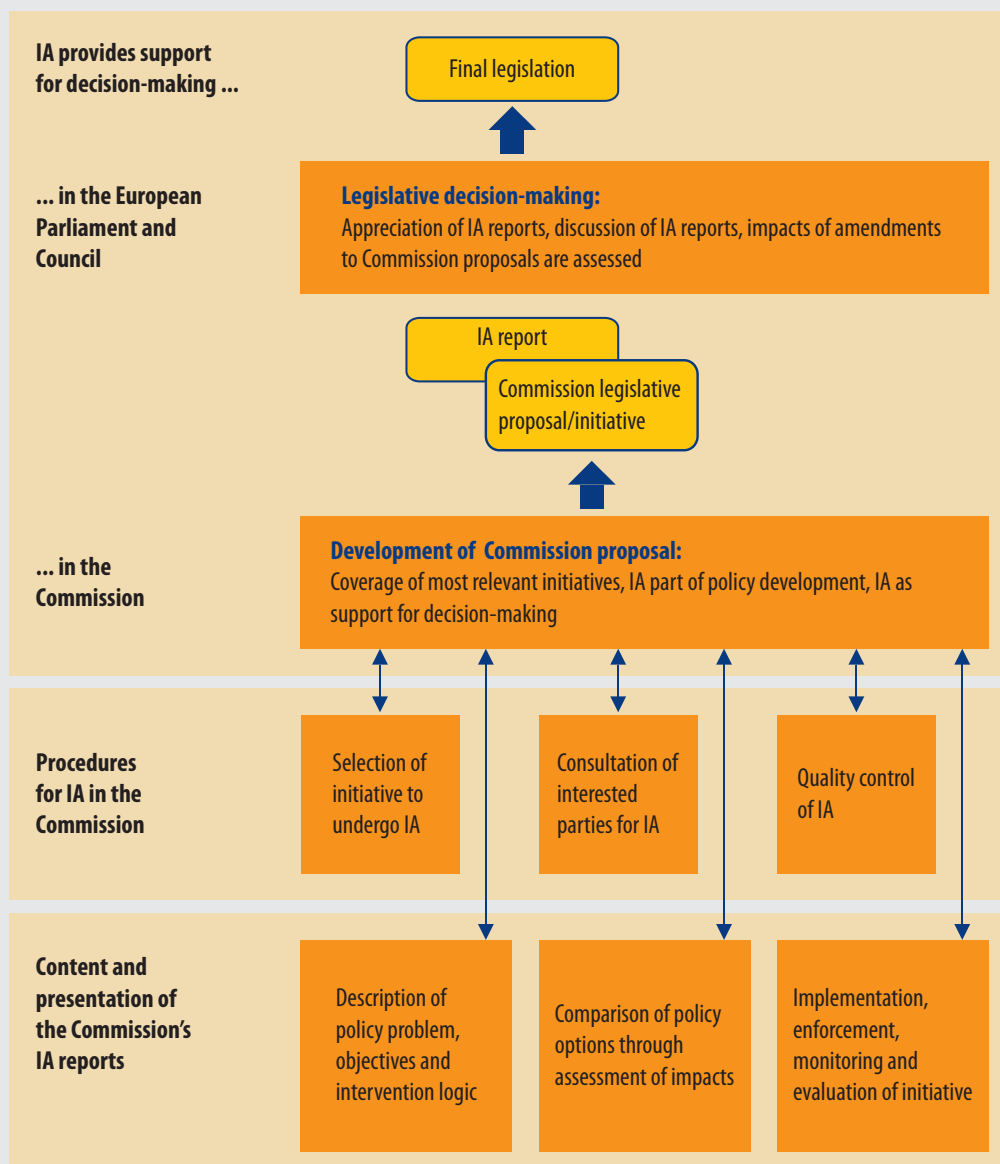 IA provides support
for decision-making ...
Final legislation
... in the European
Parliament and
Council
Legislative decision-making:
Appreciation of IA reports, discussion of IA reports, impacts of amendments
to Commission proposals are assessed
IA report
Commission legislative
proposal/initiative
... in the
Commission
Development of Commission proposal:
Coverage of most relevant initiatives, IA part of policy development, IA as
support for decision-making
Procedures
for IA in the
Commission
Selection of
initiative to
undergo IA
Consultation of
interested
parties for IA
Quality control
of IA
Content and
presentation of
the Commission’s
IA reports
Description of
policy problem,
objectives and
intervention logic
Comparison of policy
options through
assessment of impacts
Implementation,
enforcement,
monitoring and
evaluation of initiative